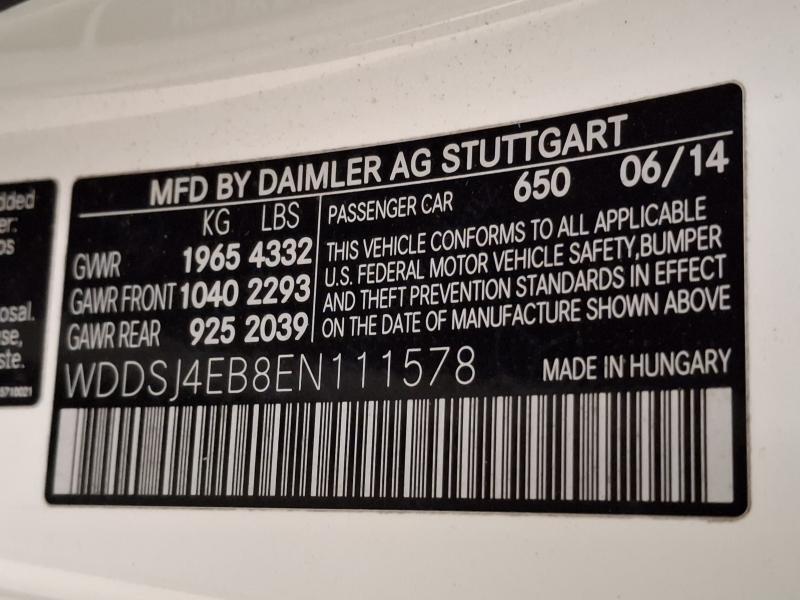 MFD BY DAIMLER AG STUTTGART
KG LBS
GVWR 1965 4332
GAWR FRONT 1040 2293
GAWR REAR 925 2039
PASSENGER CAR 650 06/14
THIS VEHICLE CONFORMS TO ALL APPLICABLE
U.S. FEDERAL MOTOR VEHICLE SAFETY, BUMPER
AND THEFT PREVENTION STANDARDS IN EFFECT
ON THE DATE OF MANUFACTURE SHOWN ABOVE
WDDSJ4EB8EN111578
MADE IN HUNGARY